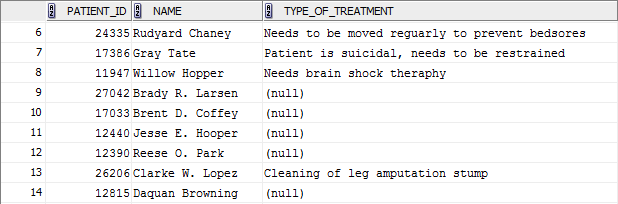 PATIENT_ID NAME TYPE_OF_TREATMENT
6 24335 Rudyard Chaney Needs to be moved reguarly to prevent bedsores
7 17386 Gray Tate Patient is suicidal, needs to be restrained
8 11947 Willow Hopper Needs brain shock theraphy
9 27042 Brady R. Larsen (null)
10 17033 Brent D. Coffey (null)
11 12440 Jesse E. Hooper (null)
12 12390 Reese O. Park (null)
13 26206 Clarke W. Lopez Cleaning of leg amputation stump
14 12815 Daquan Browning (null)